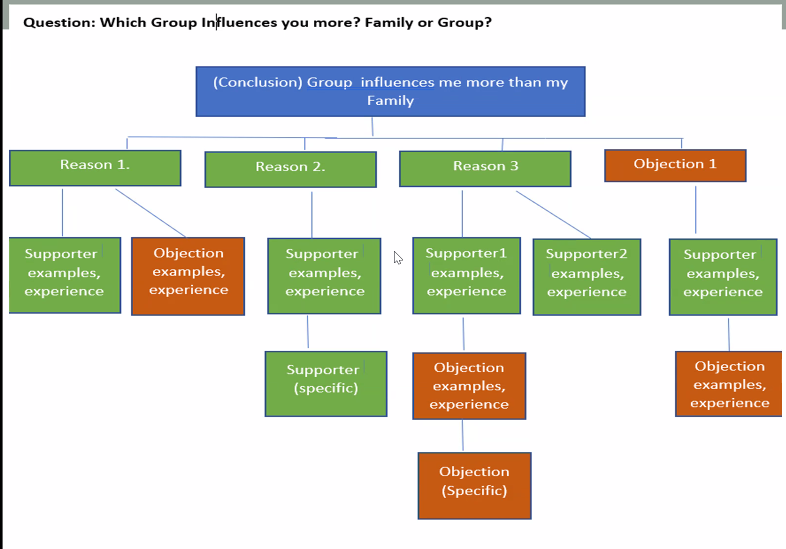 Question: Which Group Influences you more? Family or Group?
(Conclusion) Group influences me more than my
Family
Reason 1.
Reason 2.
Reason 3
Objection 1
Supporter
examples,
experience
Objection
examples,
experience
Supporter
examples,
experience
Supporter1
examples,
experience
Supporter2
examples,
experience
Supporter
examples,
experience
Supporter
(specific)
Objection
examples,
experience
Objection
examples,
experience
Objection
(Specific)